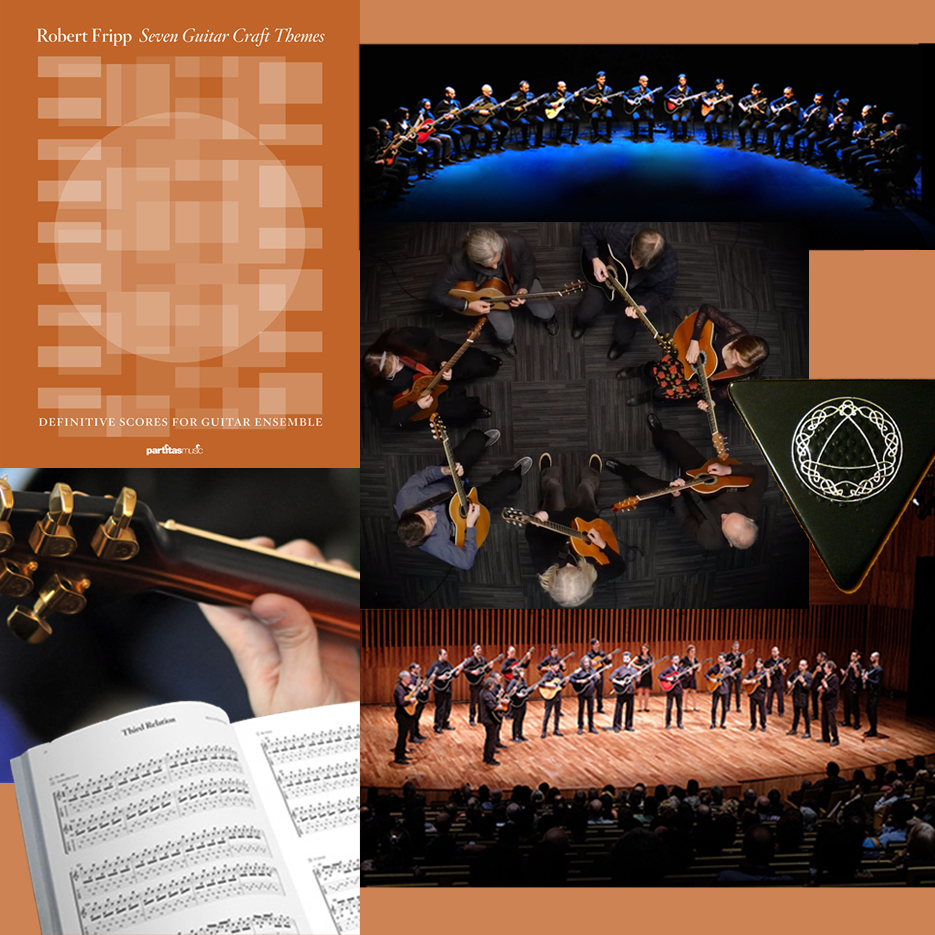 Robert Fripp Seven Guitar Craft Themes
DEFINITIVE SCORES FOR GUITAR ENSEMBLE
partitasmusic
Third Relation